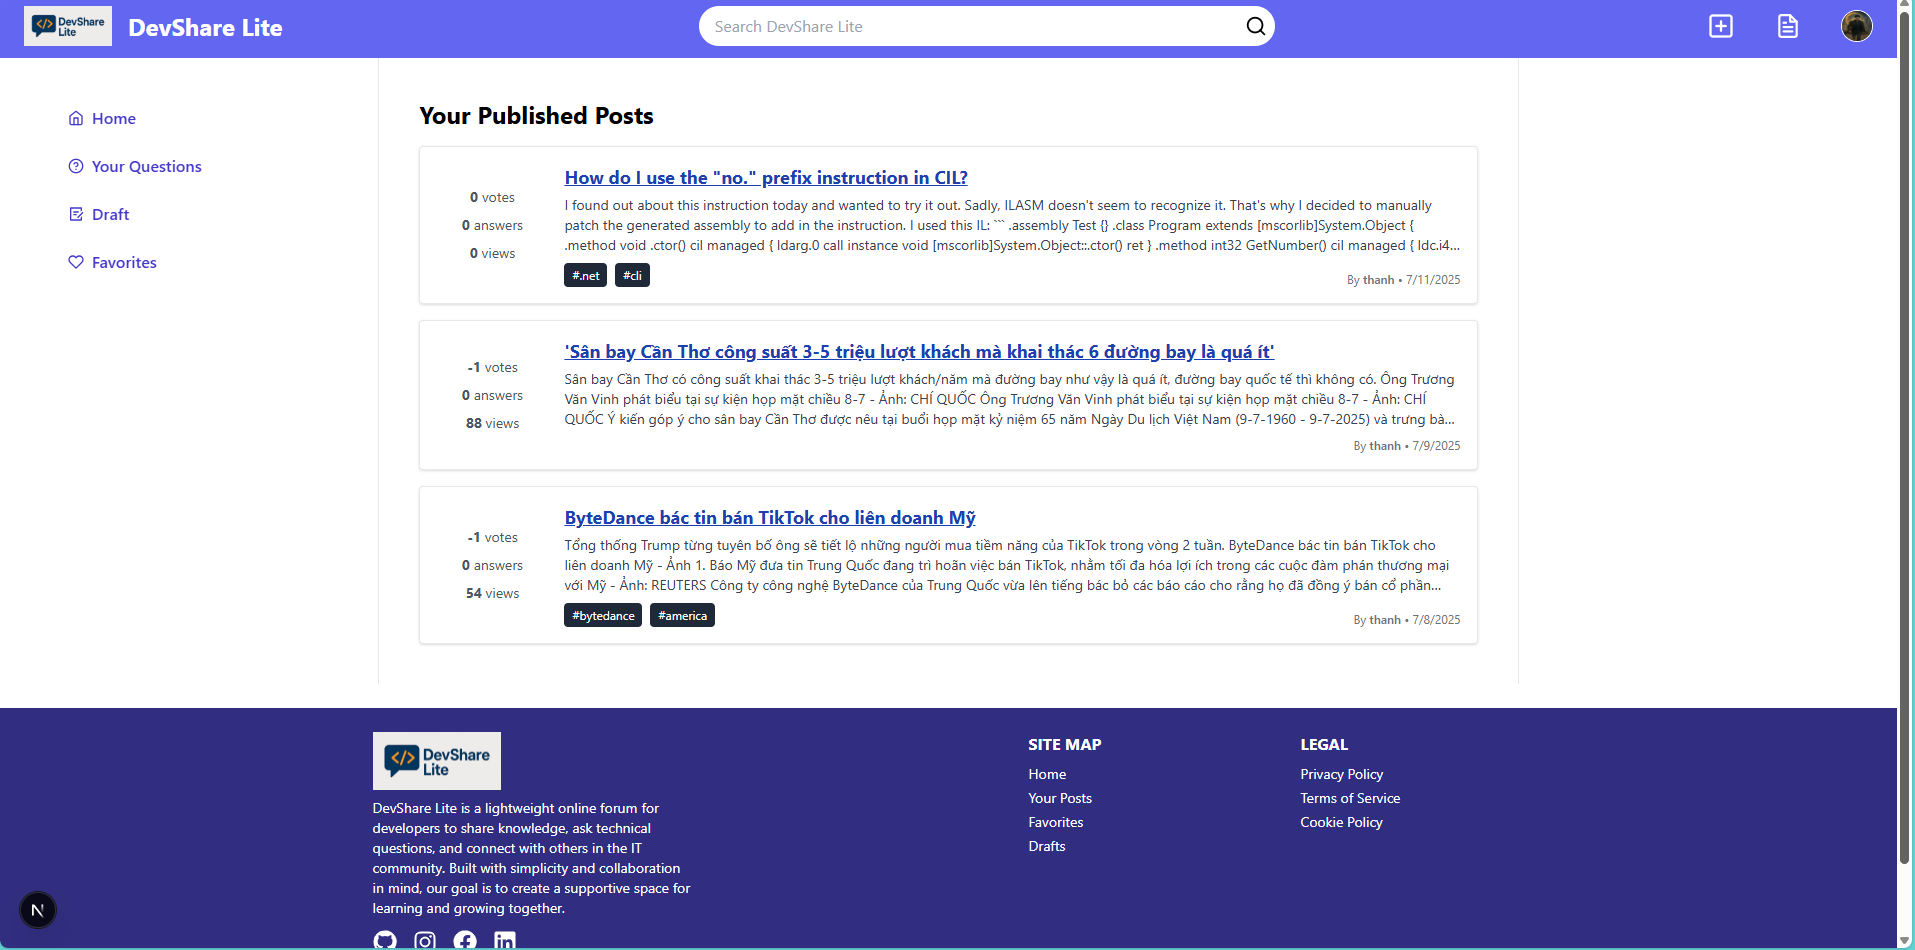 DevShare Lite
DevShare Lite
Search DevShare Lite
Home
Your Questions
Draft
Favorites
Your Published Posts
0 votes
0 answers
0 views
How do I use the "no." prefix instruction in CIL?
I found out about this instruction today and wanted to try it out. Sadly, ILASM doesn't seem to recognize it. That's why I decided to manually
patch the generated assembly to add in the instruction. I used this IL: ``` .assembly Test {} .class Program extends [mscorlib]System.Object {
.method void .ctor() cil managed { ldarg.0 call instance void [mscorlib]System.Object::.ctor() ret } .method int32 GetNumber() cil managed { ldc.i4...
#.net #cli
By thanh • 7/11/2025
-1 votes
0 answers
88 views
'Sân bay Cần Thơ công suất 3-5 triệu lượt khách mà khai thác 6 đường bay là quá ít'
Sân bay Cần Thơ có công suất khai thác 3-5 triệu lượt khách/năm mà đường bay như vậy là quá ít, đường bay quốc tế thì không có. Ông Trương
Văn Vinh phát biểu tại sự kiện họp mặt chiều 8-7 - Ảnh: CHÍ QUỐC Ông Trương Văn Vinh phát biểu tại sự kiện họp mặt chiều 8-7 - Ảnh: CHÍ
QUỐC Ý kiến góp ý cho sân bay Cần Thơ được nêu tại buổi họp mặt kỷ niệm 65 năm Ngày Du lịch Việt Nam (9-7-1960 - 9-7-2025) và trưng bà...
By thanh • 7/9/2025
-1 votes
0 answers
54 views
ByteDance bác tin bán TikTok cho liên doanh Mỹ
Tổng thống Trump từng tuyên bố ông sẽ tiết lộ những người mua tiềm năng của TikTok trong vòng 2 tuần. ByteDance bác tin bán TikTok cho
liên doanh Mỹ - Ảnh 1. Báo Mỹ đưa tin Trung Quốc đang trì hoãn việc bán TikTok, nhằm tối đa hóa lợi ích trong các cuộc đàm phán thương mại
với Mỹ - Ảnh: REUTERS Công ty công nghệ ByteDance của Trung Quốc vừa lên tiếng bác bỏ các báo cáo cho rằng họ đã đồng ý bán cổ phần...
#bytedance #america
By thanh • 7/8/2025
DevShare
Lite
DevShare Lite is a lightweight online forum for
developers to share knowledge, ask technical
questions, and connect with others in the IT
community. Built with simplicity and collaboration
in mind, our goal is to create a supportive space for
learning and growing together.
SITE MAP
Home
Your Posts
Favorites
Drafts
LEGAL
Privacy Policy
Terms of Service
Cookie Policy
N